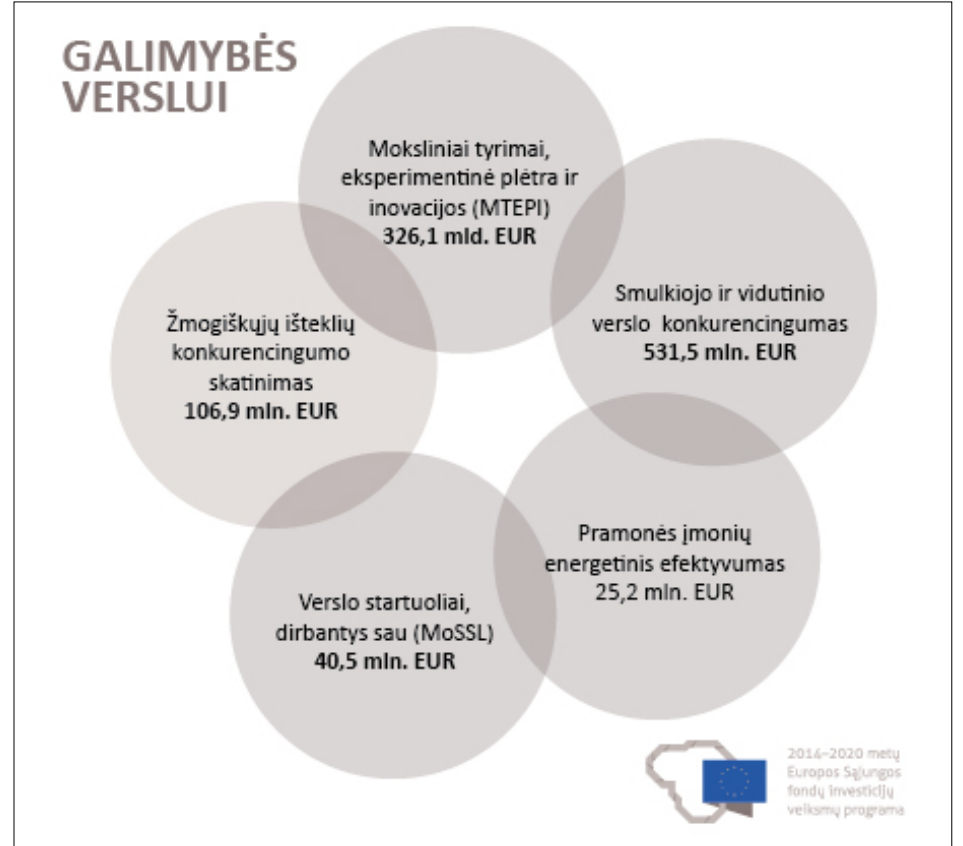 GALIMYBĖS
VERSLUI
Moksliniai tyrimai,
eksperimentinė plėtra ir
inovacijos (MTEPI)
326,1 mld. EUR
Smulkiojo ir vidutinio
verslo konkurencingumas
531,5 mln. EUR
Žmogiškųjų išteklių
konkurencingumo
skatinimas
106,9 mln. EUR
Pramonės įmonių
energetinis efektyvumas
25,2 mln. EUR
Verslo startuoliai,
dirbantys sau (MoSSL)
40,5 mln. EUR
2014–2020 metų
Europos Sąjungos
fondų investicijų
veiksmų programa